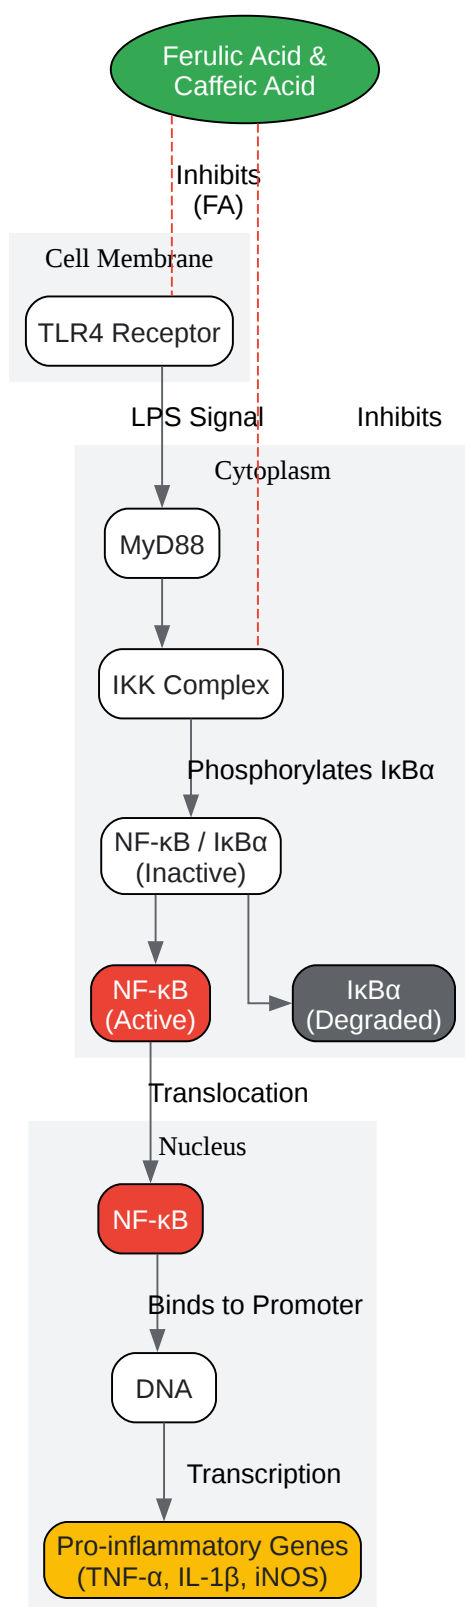 Ferulic Acid &
Caffeic Acid
Inhibits
(FA)
Cell Membrane
TLR4 Receptor
LPS Signal
Inhibits
Cytoplasm
MyD88
IKK Complex
Phosphorylates IκBα
NF-κB / IκBα
(Inactive)
NF-κB
(Active)
IκBα
(Degraded)
Translocation
Nucleus
NF-κB
Binds to Promoter
DNA
Transcription
Pro-inflammatory Genes
(TNF-α, IL-1β, iNOS)